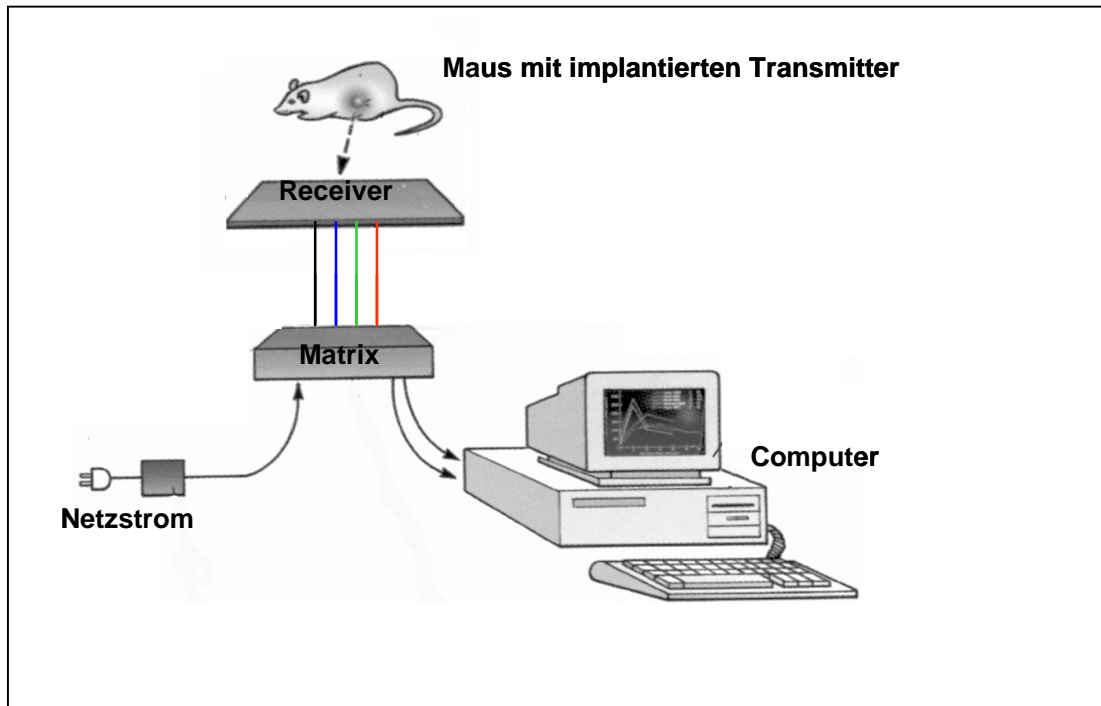 Maus mit implantierten Transmitter
Receiver
Matrix
Computer
Netzstrom